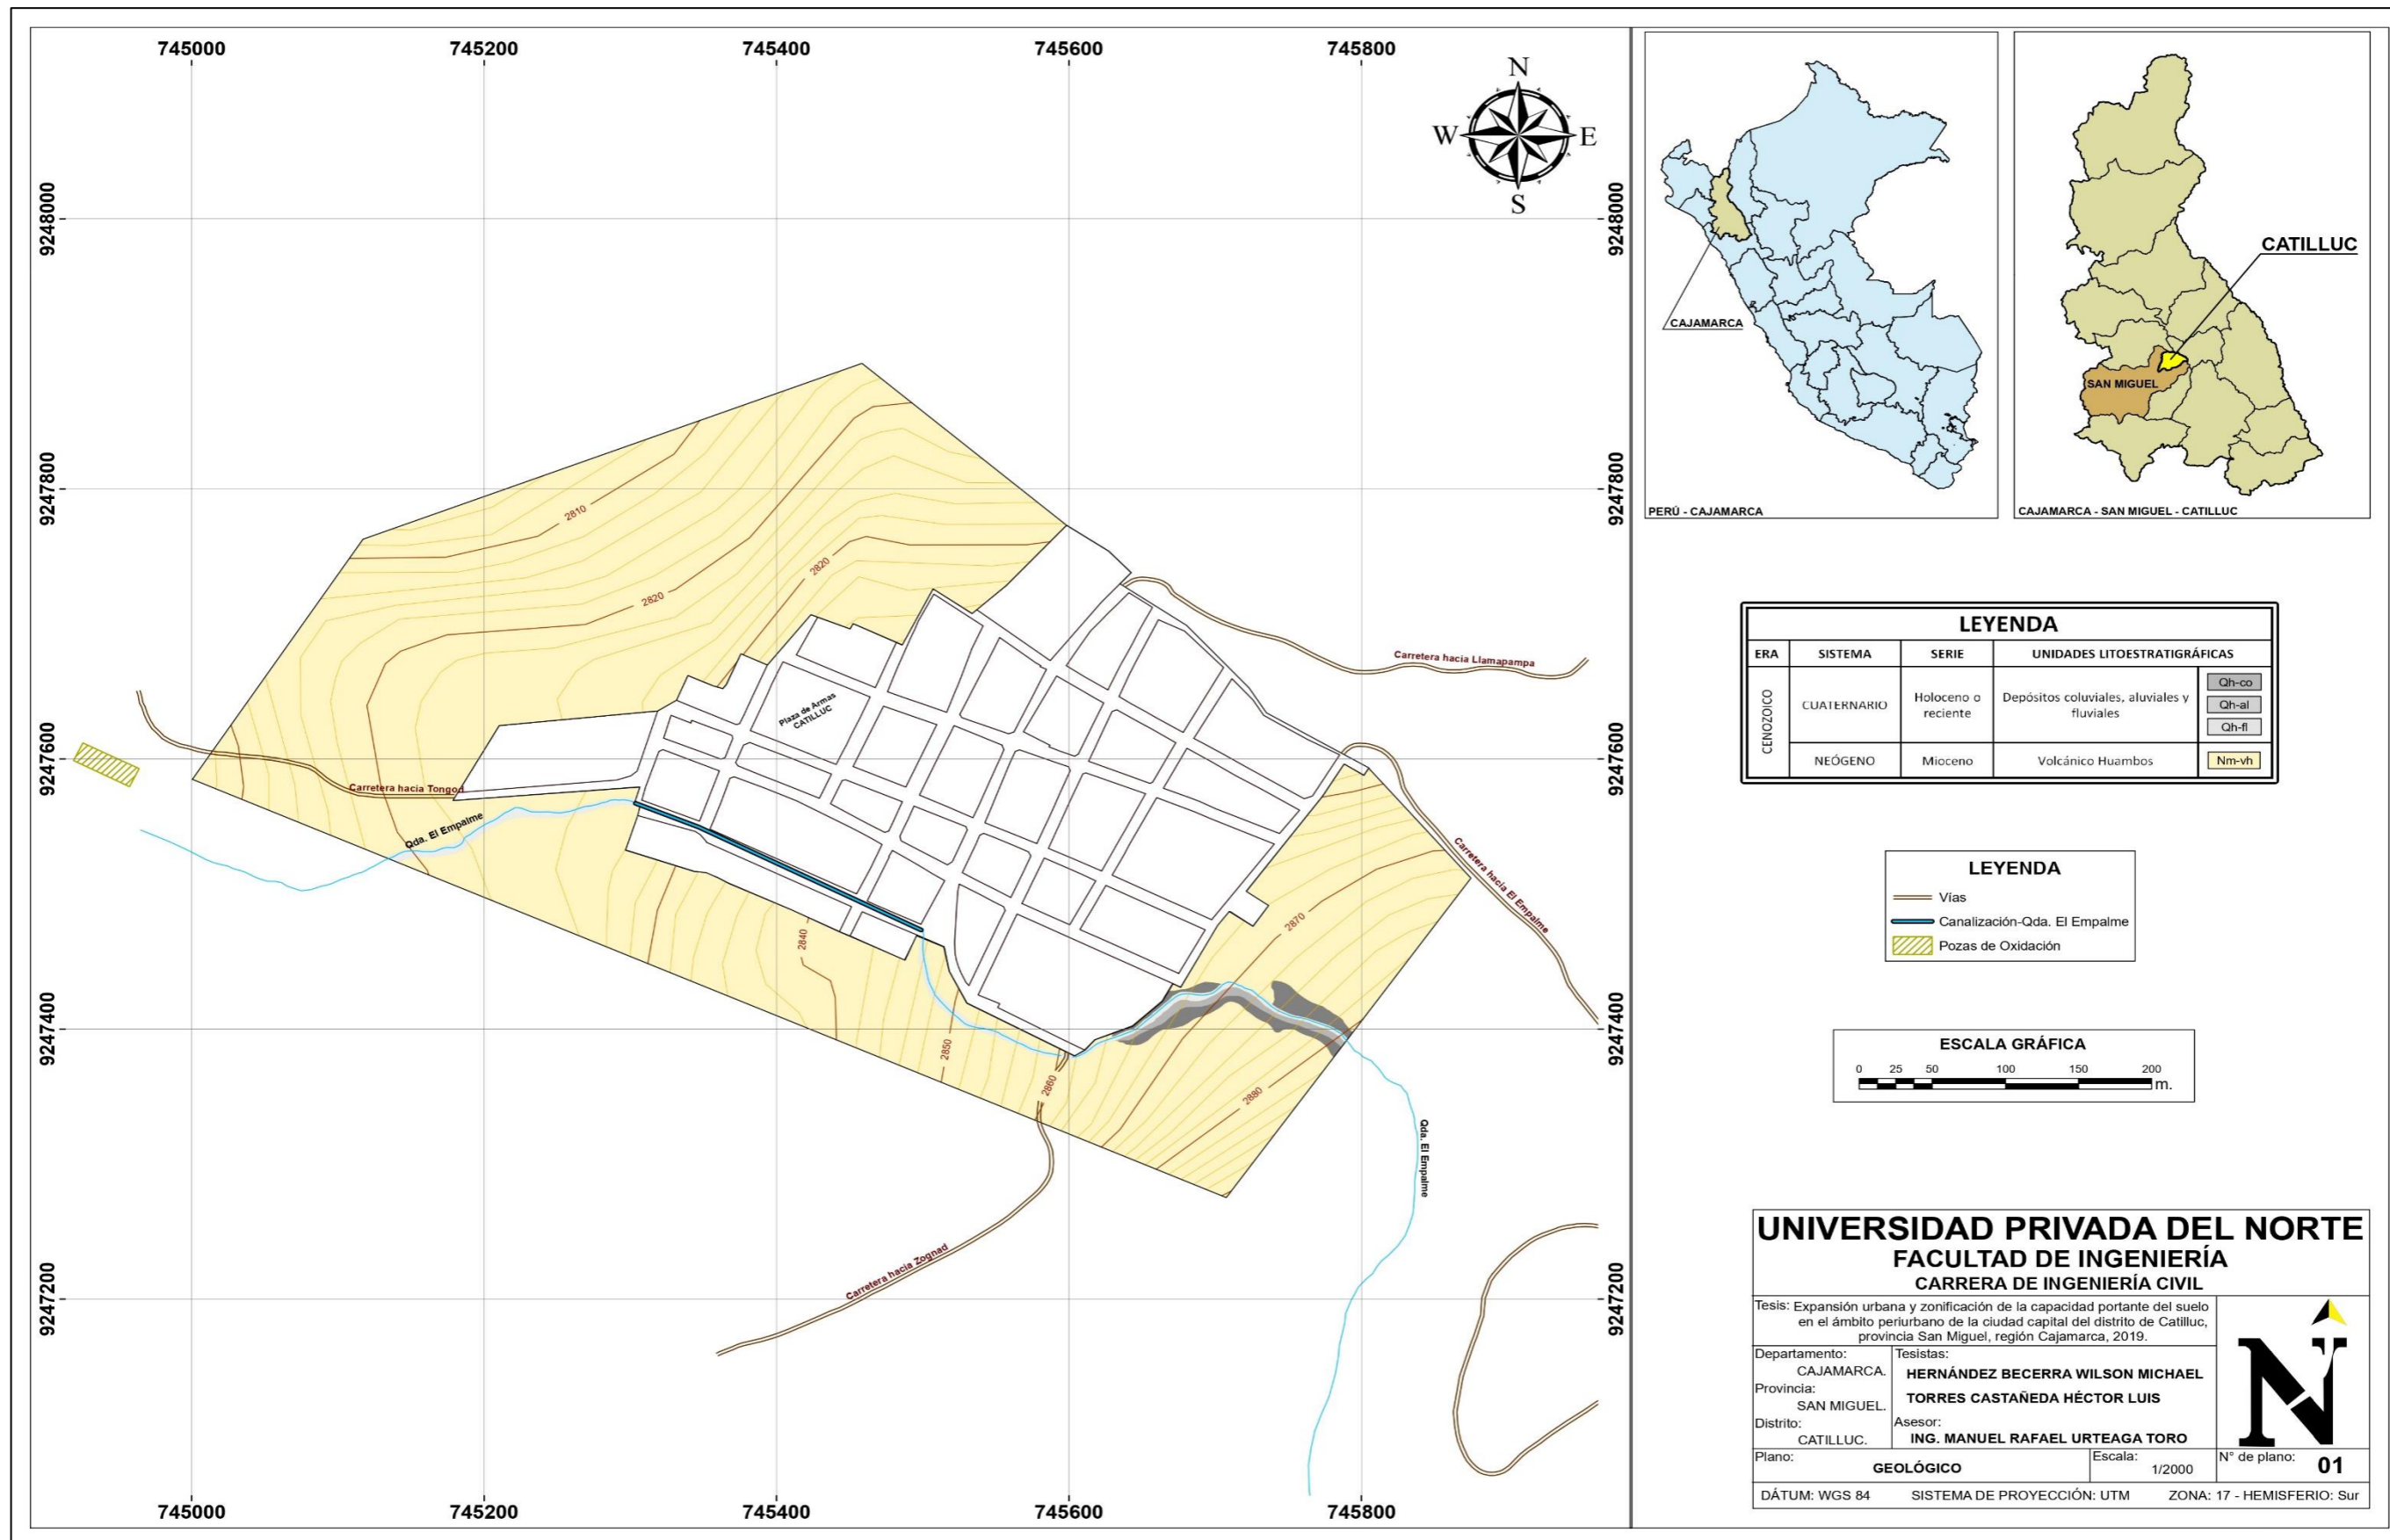 745000 745200 745400 745600 745800
N
W E
S
9248000 9248000
9247800 9247800
9247600 9247600
9247400 9247400
9247200 9247200
2810
2820
2820
Plaza de Armas
CATILLUC
Carretera hacia Llamapampa
Carretera hacia Tongod
Qda. El Empalme
Carretera hacia El Empalme
2870
2840
2850
2860
2880
Qda. El Empalme
Carretera hacia Zognad
745000 745200 745400 745600 745800
CAJAMARCA
PERÚ - CAJAMARCA
CATILLUC
SAN MIGUEL
CAJAMARCA - SAN MIGUEL - CATILLUC
LEYENDA
ERA SISTEMA SERIE UNIDADES LITOESTRATIGRÁFICAS
CENOZOICO
CUATERNARIO
Holoceno o
reciente
Depósitos coluviales, aluviales y
fluviales
Qh-co
Qh-al
Qh-fl
NEÓGENO Mioceno Volcánico Huambos Nm-vh
LEYENDA
Vías
Canalización-Qda. El Empalme
Pozas de Oxidación
ESCALA GRÁFICA
0 25 50 100 150 200
m.
UNIVERSIDAD PRIVADA DEL NORTE
FACULTAD DE INGENIERÍA
CARRERA DE INGENIERÍA CIVIL
Tesis: Expansión urbana y zonificación de la capacidad portante del suelo
en el ámbito periurbano de la ciudad capital del distrito de Catilluc,
provincia San Miguel, región Cajamarca, 2019.
Departamento:
CAJAMARCA.
Provincia:
SAN MIGUEL.
Distrito:
CATILLUC.
Tesistas:
HERNÁNDEZ BECERRA WILSON MICHAEL
TORRES CASTAÑEDA HÉCTOR LUIS
Asesor:
ING. MANUEL RAFAEL URTEAGA TORO
N
Plano:
GEOLÓGICO
Escala:
1/2000
N° de plano:
01
DÁTUM: WGS 84 SISTEMA DE PROYECCIÓN: UTM ZONA: 17 - HEMISFERIO: Sur